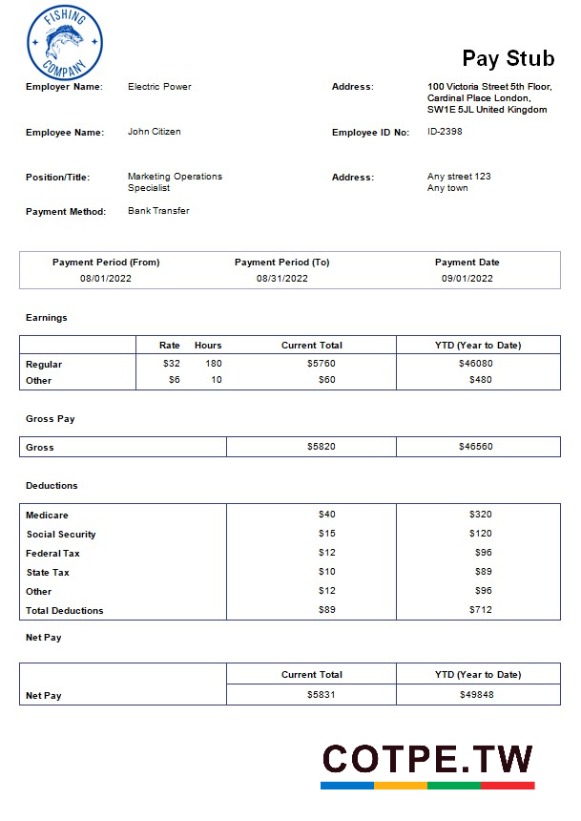 FISHING
COMPANY
Pay Stub
Employer Name: Electric Power Address: 100 Victoria Street 5th Floor,
Cardinal Place London,
SW1E 5JL United Kingdom
Employee Name: John Citizen Employee ID No: ID-2398
Position/Title: Marketing Operations Address: Any street 123
Specialist Any town
Payment Method: Bank Transfer
Payment Period (From) Payment Period (To) Payment Date
08/01/2022 08/31/2022 09/01/2022
Earnings
Rate Hours Current Total YTD (Year to Date)
Regular $32 180 $5760 $46080
Other $6 10 $60 $480
Gross Pay
Gross $5820 $46560
Deductions
Medicare $40 $320
Social Security $15 $120
Federal Tax $12 $96
State Tax $10 $89
Other $12 $96
Total Deductions $89 $712
Net Pay
Current Total YTD (Year to Date)
Net Pay $5831 $49848
COTPE.TW